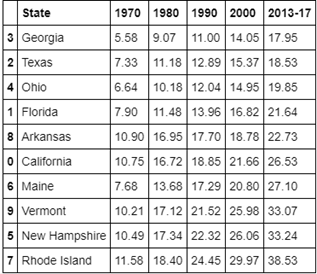 State 1970 1980 1990 2000 2013-17
3 Georgia 5.58 9.07 11.00 14.05 17.95
2 Texas 7.33 11.18 12.89 15.37 18.53
4 Ohio 6.64 10.18 12.04 14.95 19.85
1 Florida 7.90 11.48 13.96 16.82 21.64
8 Arkansas 10.90 16.95 17.70 18.78 22.73
0 California 10.75 16.72 18.85 21.66 26.53
6 Maine 7.68 13.68 17.29 20.80 27.10
9 Vermont 10.21 17.12 21.52 25.98 33.07
5 New Hampshire 10.49 17.34 22.32 26.06 33.24
7 Rhode Island 11.58 18.40 24.45 29.97 38.53